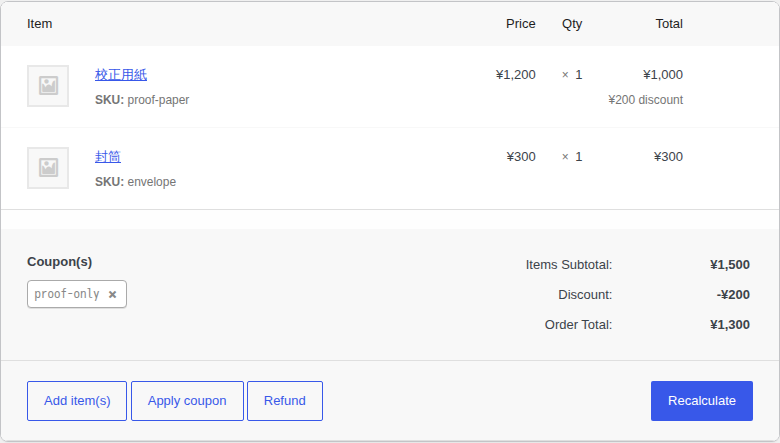 Item Price Qty Total
校正用紙 ¥1,200 × 1 ¥1,000
SKU: proof-paper ¥200 discount
封筒 ¥300 × 1 ¥300
SKU: envelope
Coupon(s)
proof-only ×
Items Subtotal: ¥1,500
Discount: -¥200
Order Total: ¥1,300
Add item(s) Apply coupon Refund Recalculate